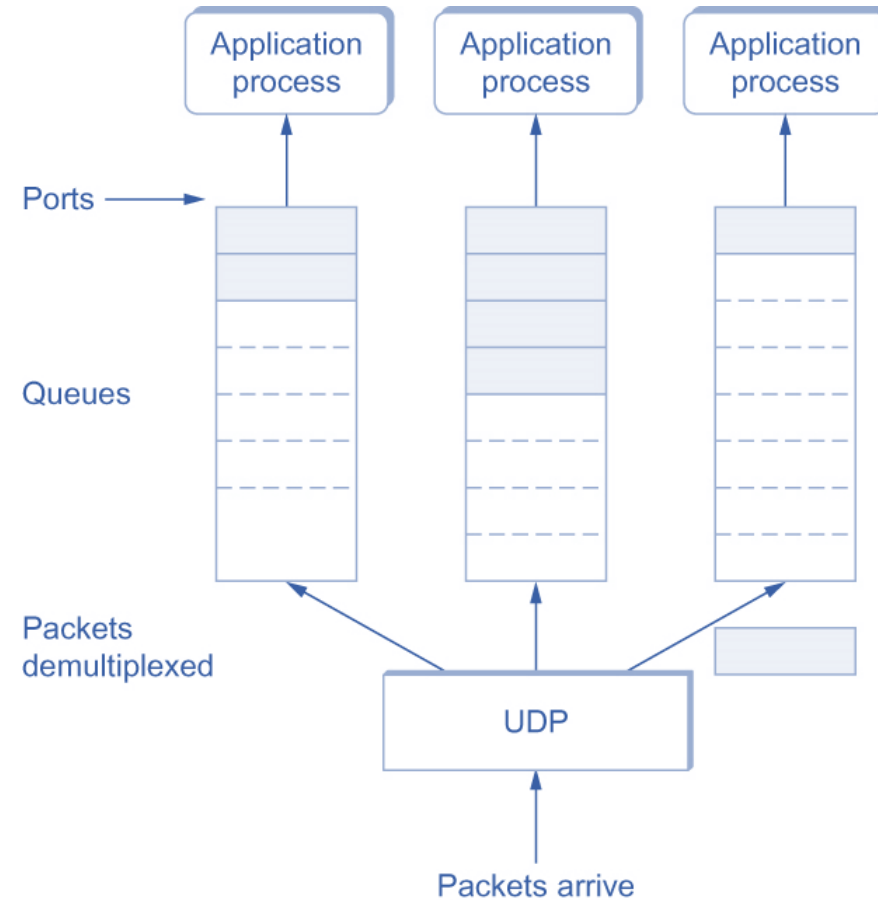 Application
process
Application
process
Application
process
Ports
Queues
Packets
demultiplexed
UDP
Packets arrive